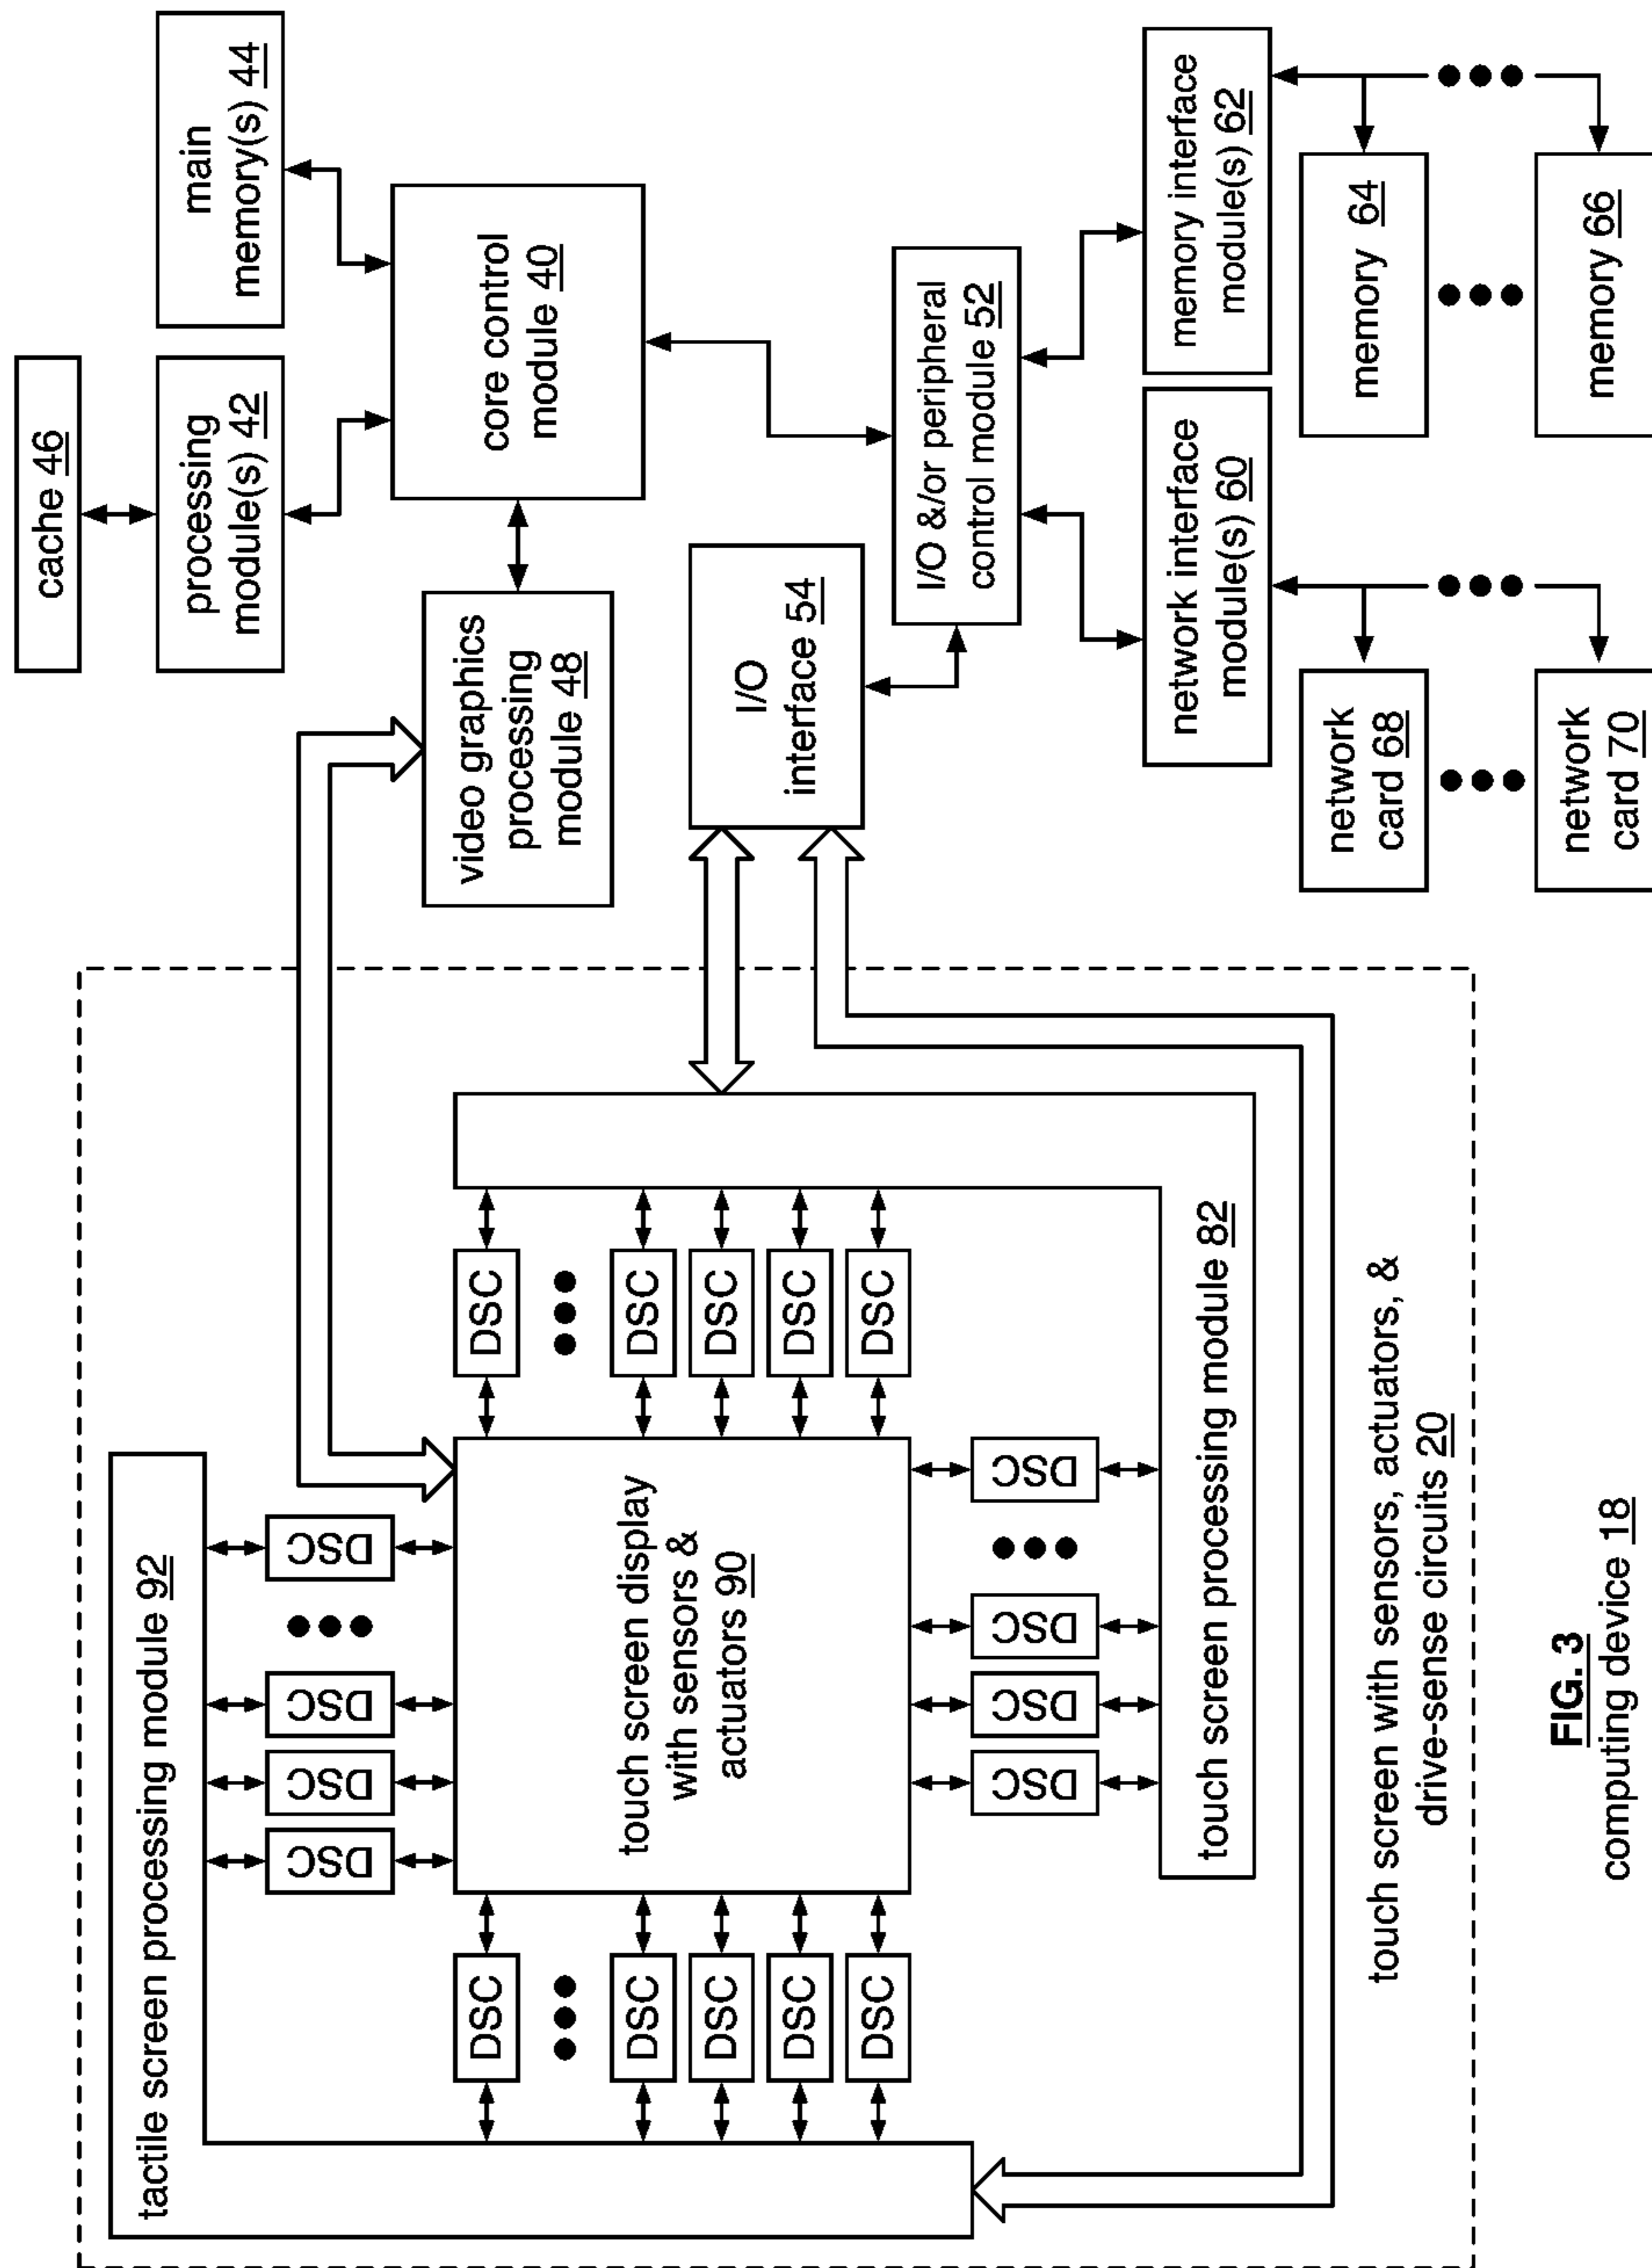 tactile screen processing module 92
DSC
DSC
DSC
DSC
DSC
DSC
DSC
DSC
DSC
touch screen display
with sensors &
actuators 90
DSC
DSC
DSC
DSC
DSC
DSC
DSC
DSC
DSC
touch screen processing module 82
touch screen with sensors, actuators, &
drive-sense circuits 20
cache 46
processing
module(s) 42
main
memory(s) 44
core control
module 40
video graphics
processing
module 48
I/O
interface 54
I/O &/or peripheral
control module 52
network interface
module(s) 60
memory interface
module(s) 62
network
card 68
memory 64
network
card 70
memory 66
FIG. 3
computing device 18